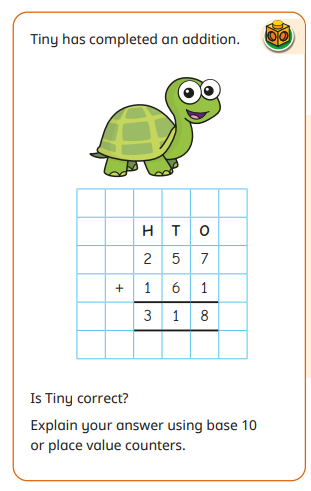 Tiny has completed an addition.
H T O
2 5 7
+ 1 6 1
3 1 8
Is Tiny correct?
Explain your answer using base 10
or place value counters.